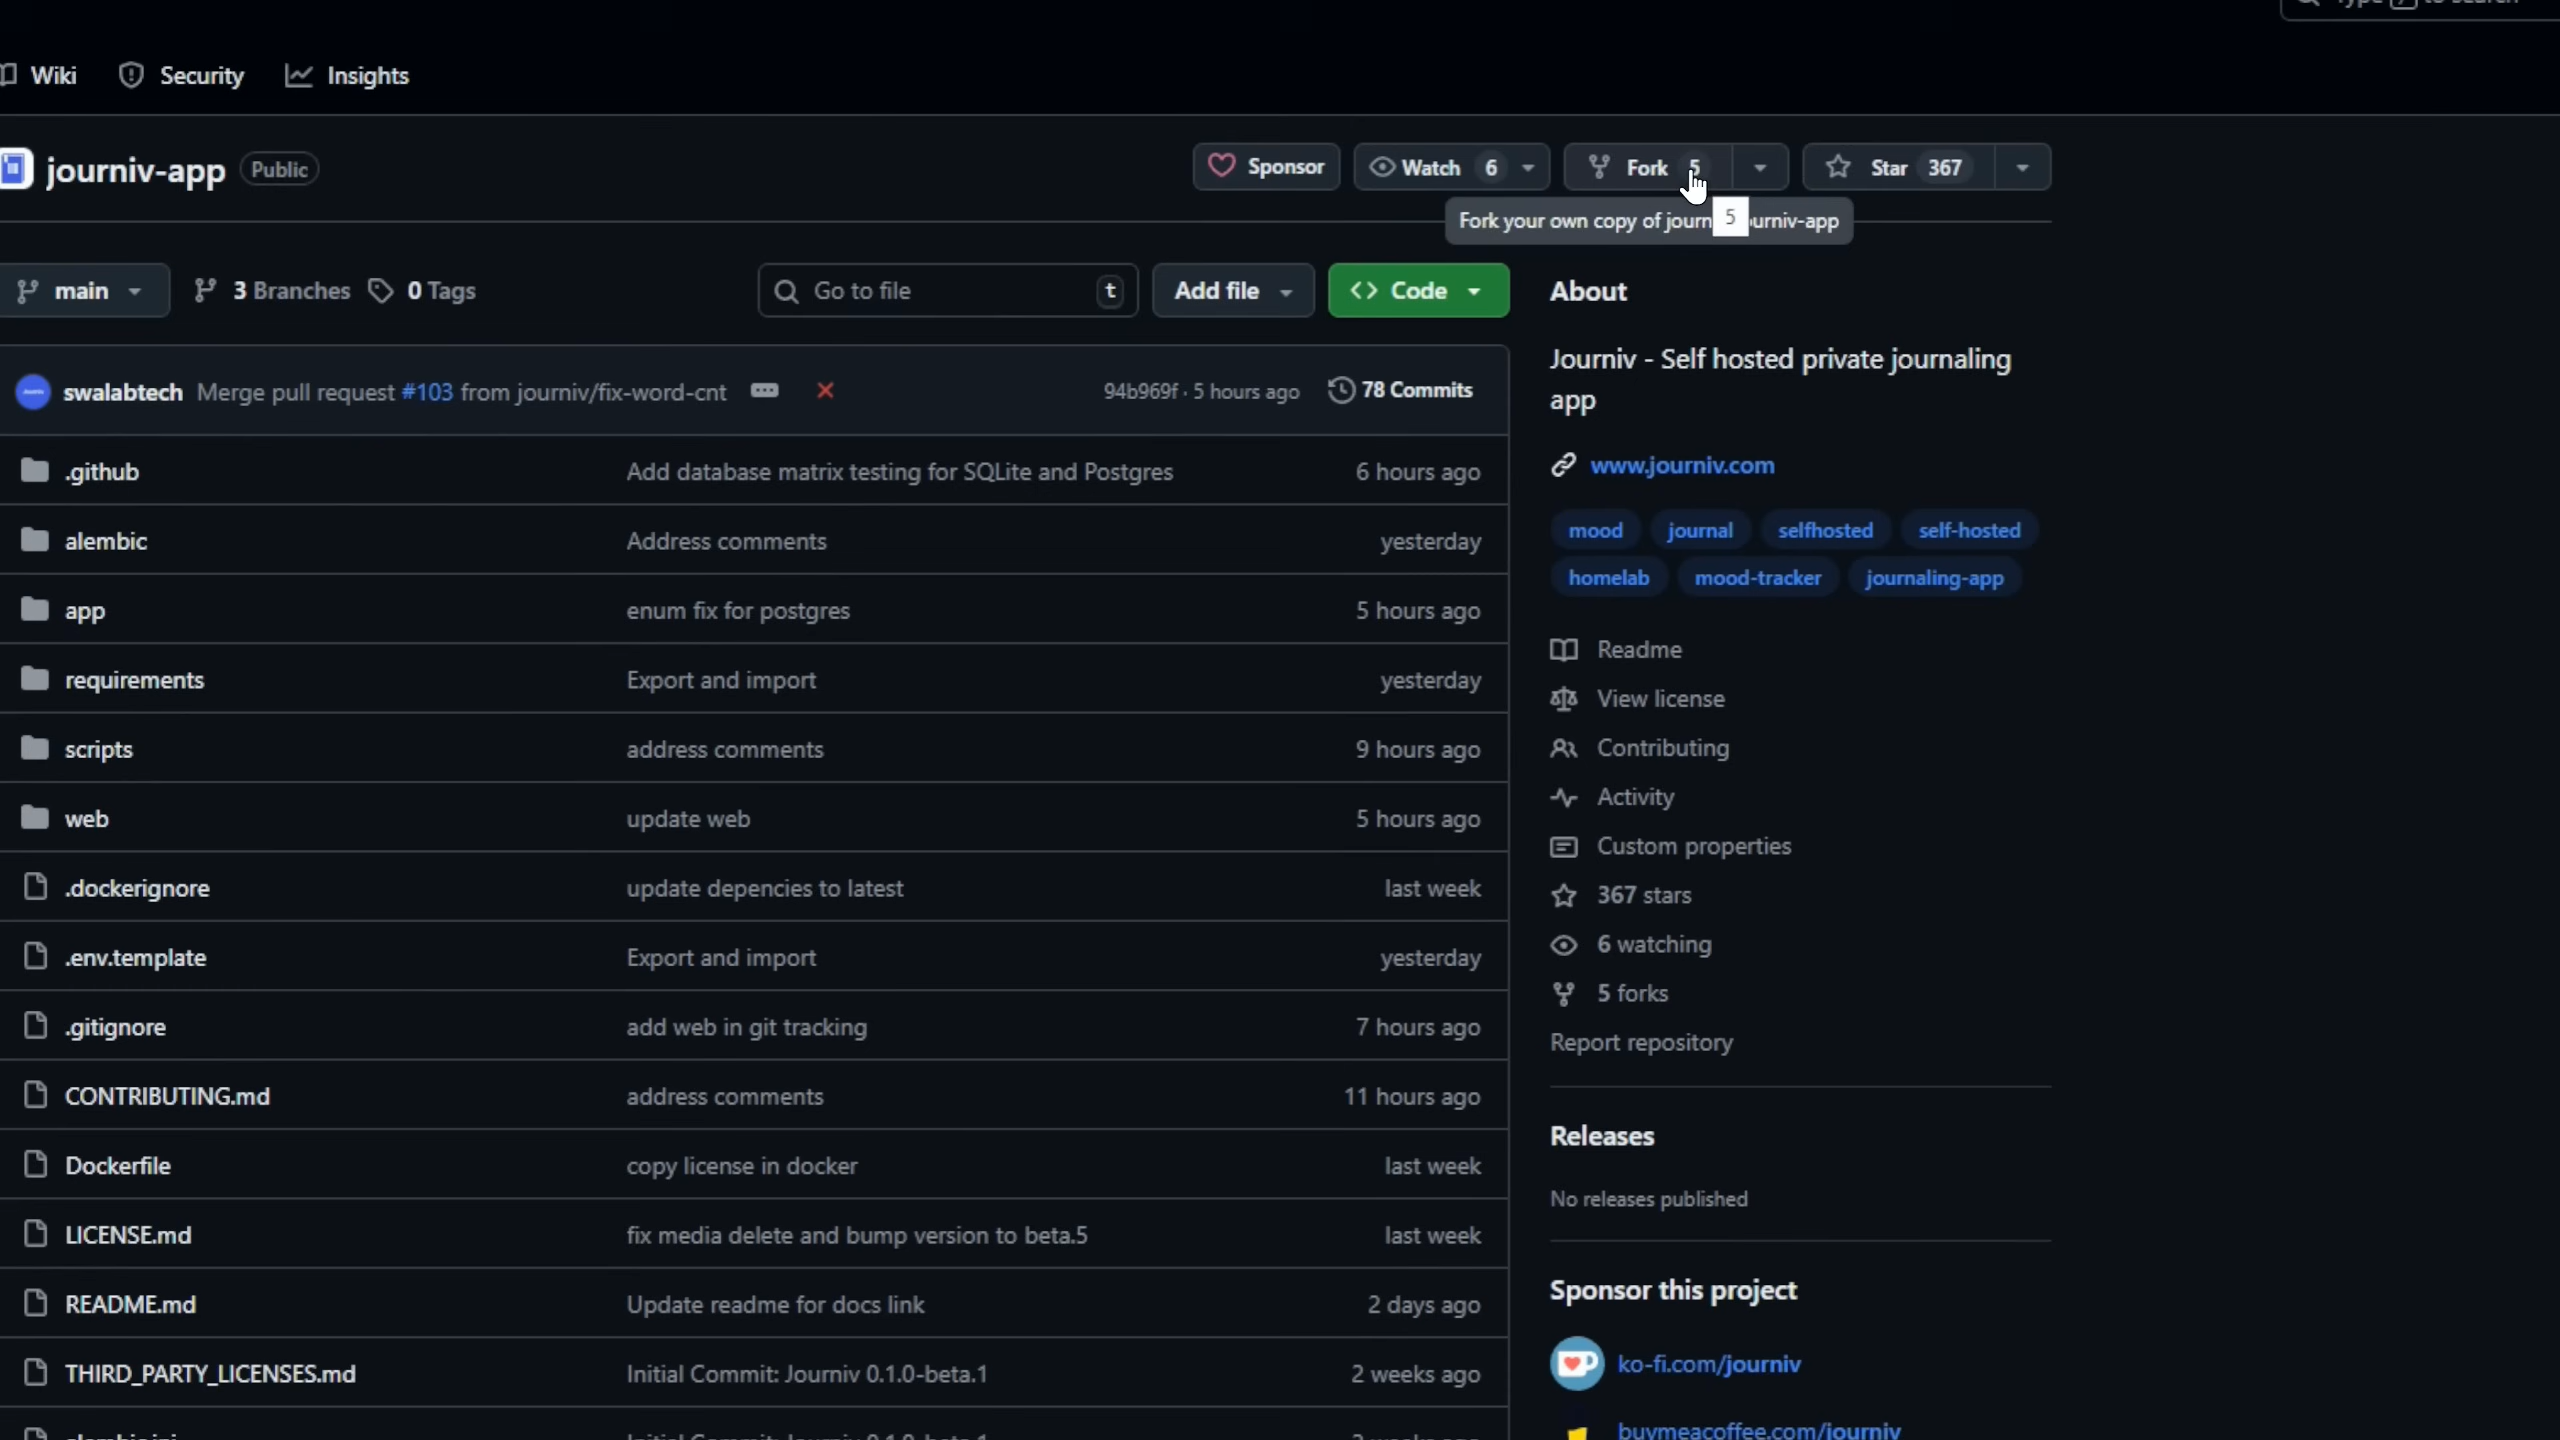 Wiki Security Insights
journiv-app Public Sponsor Watch 6 Fork 5 Star 367
Fork your own copy of journ 5 urniv-app
main 3 Branches 0 Tags Go to file t Add file <> Code
swalabtech Merge pull request #103 from journiv/fix-word-cnt 94b969f · 5 hours ago 78 Commits
.github Add database matrix testing for SQLite and Postgres 6 hours ago
alembic Address comments yesterday
app enum fix for postgres 5 hours ago
requirements Export and import yesterday
scripts address comments 9 hours ago
web update web 5 hours ago
.dockerignore update depencies to latest last week
.env.template Export and import yesterday
.gitignore add web in git tracking 7 hours ago
CONTRIBUTING.md address comments 11 hours ago
Dockerfile copy license in docker last week
LICENSE.md fix media delete and bump version to beta.5 last week
README.md Update readme for docs link 2 days ago
THIRD_PARTY_LICENSES.md Initial Commit: Journiv 0.1.0-beta.1 2 weeks ago
About
Journiv - Self hosted private journaling
app
www.journiv.com
mood journal selfhosted self-hosted
homelab mood-tracker journaling-app
Readme
View license
Contributing
Activity
Custom properties
367 stars
6 watching
5 forks
Report repository
Releases
No releases published
Sponsor this project
ko-fi.com/journiv
buymeacoffee.com/journiv